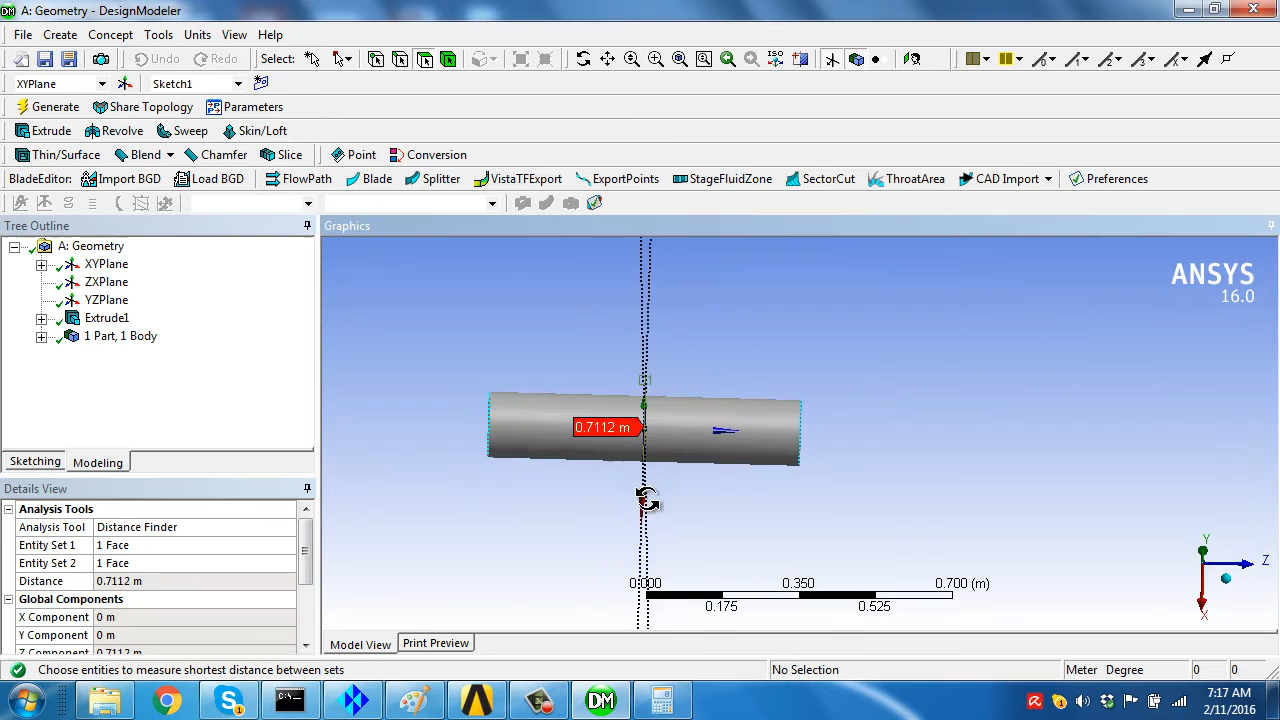 A: Geometry - DesignModeler
File Create Concept Tools Units View Help
Undo Redo Select:
XYPlane Sketch1
Generate Share Topology Parameters
Extrude Revolve Sweep Skin/Loft
Thin/Surface Blend Chamfer Slice Point Conversion
BladeEditor: Import BGD Load BGD FlowPath Blade Splitter VistaTFExport ExportPoints StageFluidZone SectorCut ThroatArea CAD Import Preferences
Tree Outline
A: Geometry
XYPlane
ZXPlane
YZPlane
Extrude1
1 Part, 1 Body
Sketching Modeling
Details View
Analysis Tools
Analysis Tool Distance Finder
Entity Set 1 1 Face
Entity Set 2 1 Face
Distance 0.7112 m
Global Components
X Component 0 m
Y Component 0 m
Z Component 0.7112 m
Graphics
ANSYS
16.0
0.7112 m
0.000 0.350 0.700 (m)
0.175 0.525
Y
Z
X
Model View Print Preview
Choose entities to measure shortest distance between sets No Selection Meter Degree 0 0
DM
7:17 AM
2/11/2016